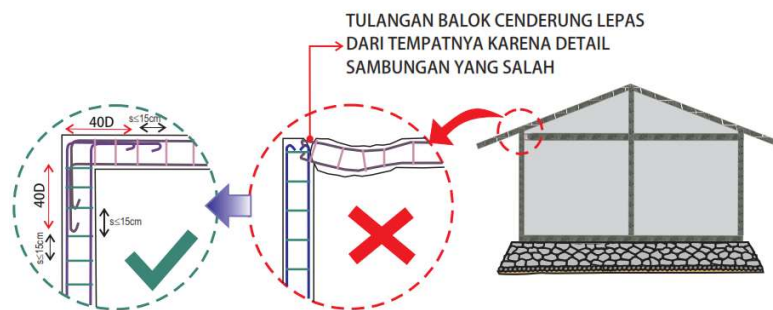 TULANGAN BALOK CENDERUNG LEPAS
DARI TEMPATNYA KARENA DETAIL
SAMBUNGAN YANG SALAH
40D
s≤15cm
40D
s≤15cm
s≤15cm